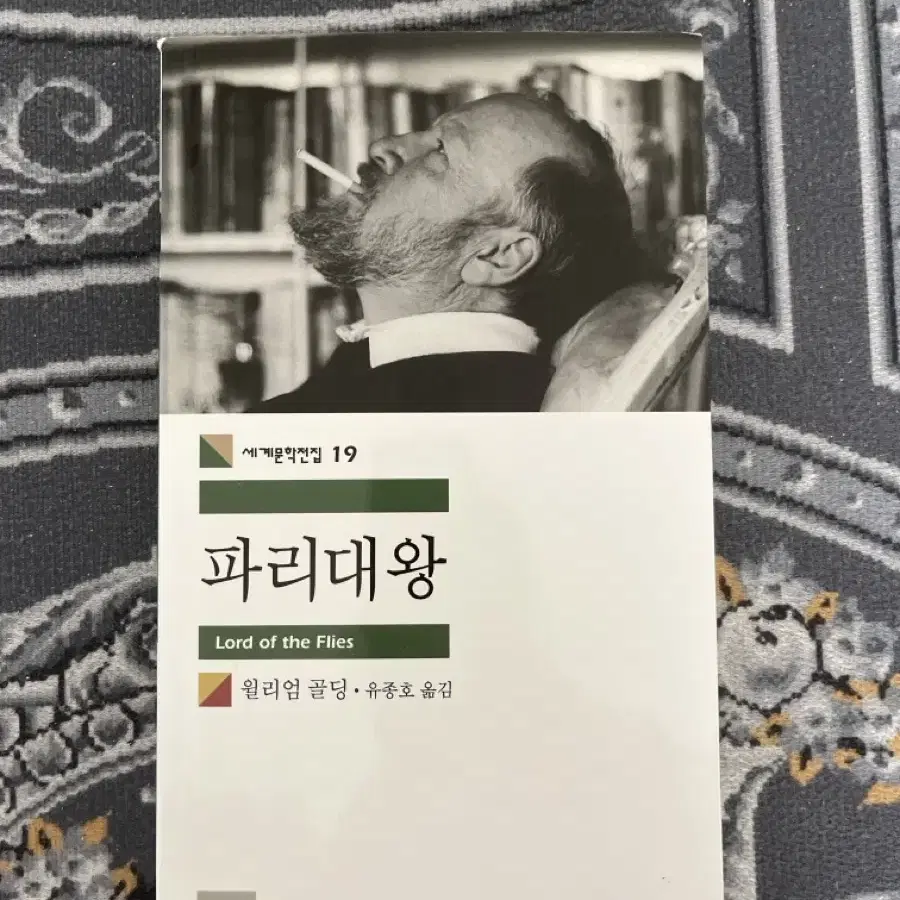 세계문학전집 19
파리대왕
Lord of the Flies
윌리엄 골딩 · 유종호 옮김